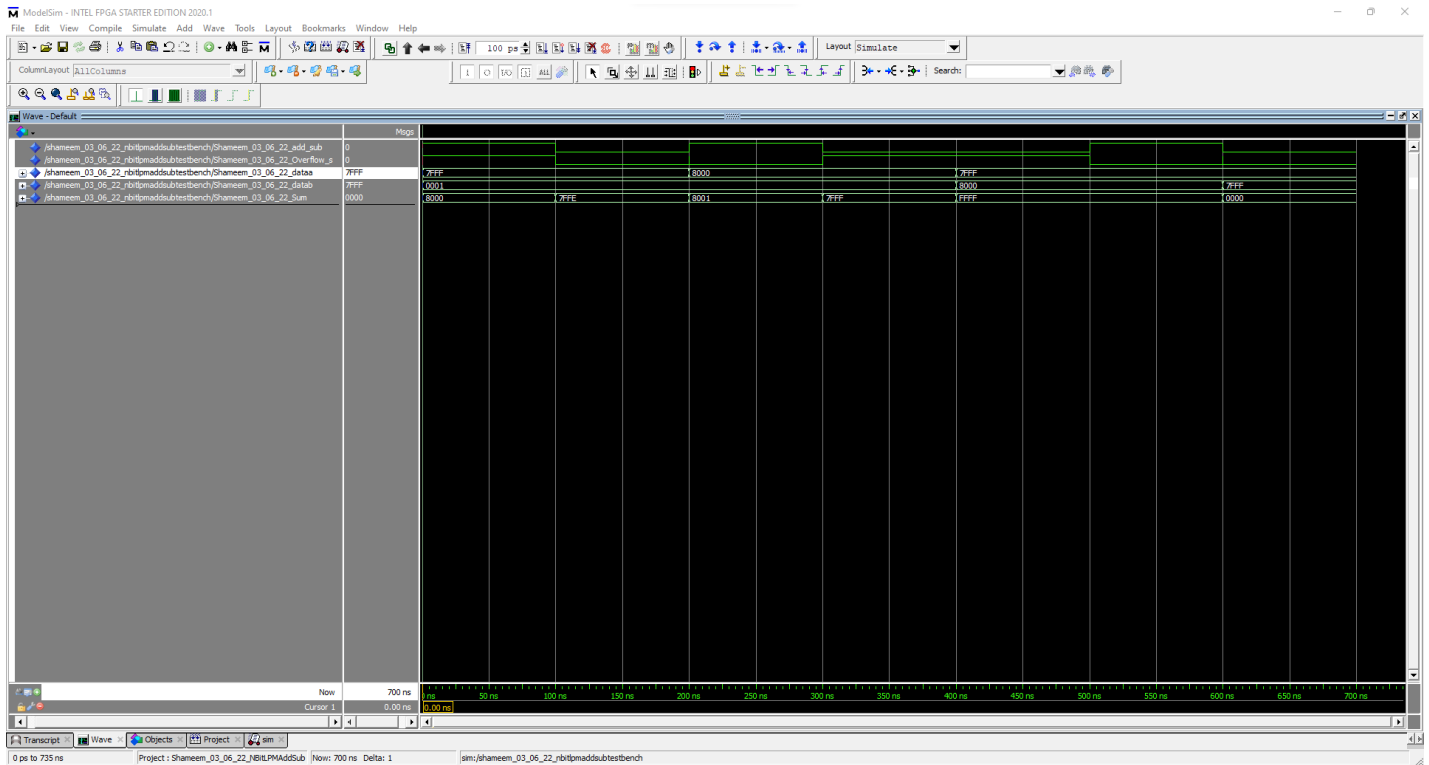 ModelSim - INTEL FPGA STARTER EDITION 2020.1
File Edit View Compile Simulate Add Wave Tools Layout Bookmarks Window Help
100 ps Layout Simulate
ColumnLayout AllColumns Search:
Wave - Default
Msgs
/shameem_03_06_22_nbitlpmaddsubtestbench/Shameem_03_06_22_add_sub 0
/shameem_03_06_22_nbitlpmaddsubtestbench/Shameem_03_06_22_Overflow_s 0
/shameem_03_06_22_nbitlpmaddsubtestbench/Shameem_03_06_22_dataa 7FFF 7FFF 8000 7FFF
/shameem_03_06_22_nbitlpmaddsubtestbench/Shameem_03_06_22_datab 7FFF 0001 8000 7FFF
/shameem_03_06_22_nbitlpmaddsubtestbench/Shameem_03_06_22_Sum 0000 8000 7FFE 8001 7FFF FFFF 0000
Now 700 ns ns 50 ns 100 ns 150 ns 200 ns 250 ns 300 ns 350 ns 400 ns 450 ns 500 ns 550 ns 600 ns 650 ns 700 ns
Cursor 1 0.00 ns 0.00 ns
Transcript Wave Objects Project sim
0 ps to 735 ns Project : Shameem_03_06_22_NBitLPMAddSub Now: 700 ns Delta: 1 sim:/shameem_03_06_22_nbitlpmaddsubtestbench